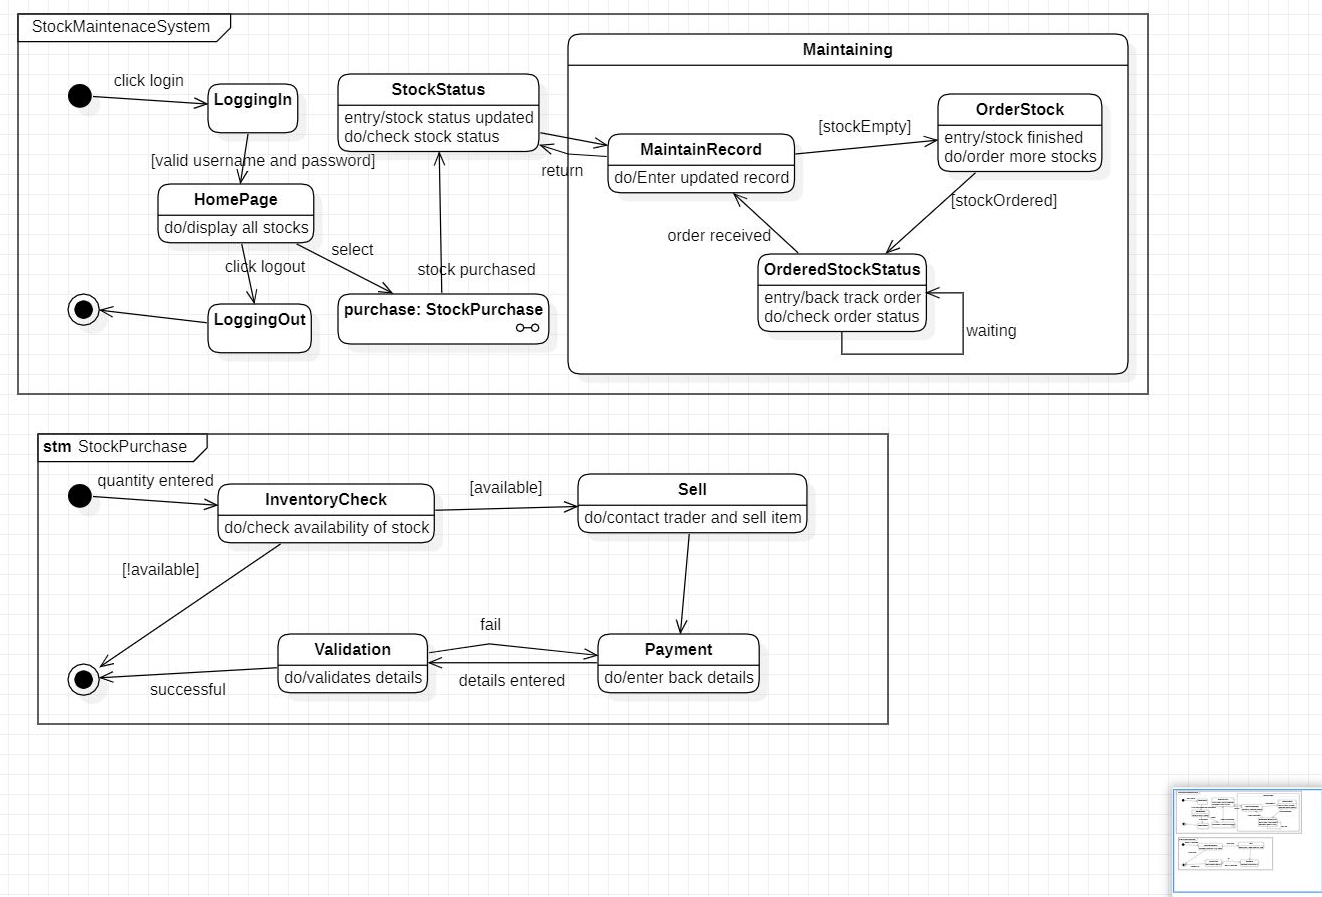 StockMaintenaceSystem
click login
LoggingIn
[valid username and password]
HomePage
do/display all stocks
click logout
select
LoggingOut
StockStatus
entry/stock status updated
do/check stock status
return
stock purchased
purchase: StockPurchase
Maintaining
MaintainRecord
do/Enter updated record
[stockEmpty]
OrderStock
entry/stock finished
do/order more stocks
[stockOrdered]
order received
OrderedStockStatus
entry/back track order
do/check order status
waiting
stm StockPurchase
quantity entered
InventoryCheck
do/check availability of stock
[available]
Sell
do/contact trader and sell item
[!available]
fail
Validation
do/validates details
Payment
do/enter back details
details entered
successful